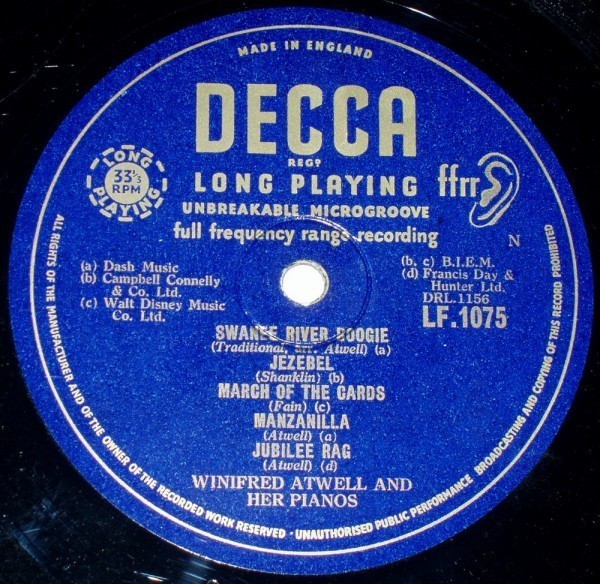 MADE IN ENGLAND
DECCA
REGD
LONG PLAYING
UNBREAKABLE MICROGROOVE
full frequency range recording
LONG
33⅓
RPM
PLAYING
ffrr
N
(a) Dash Music
(b) Campbell Connelly
& Co. Ltd.
(c) Walt Disney Music
Co. Ltd.
(b. c) B.I.E.M.
(d) Francis Day &
Hunter Ltd.
DRL.1156
LF.1075
SWANEE RIVER BOOGIE
(Traditional, arr. Atwell) (a)
JEZEBEL
(Shanklin) (b)
MARCH OF THE CARDS
(Fain) (c)
MANZANILLA
(Atwell) (a)
JUBILEE RAG
(Atwell) (d)
WINIFRED ATWELL AND
HER PIANOS
ALL RIGHTS OF THE MANUFACTURER AND OF THE OWNER OF THE RECORDED WORK RESERVED · UNAUTHORISED PUBLIC PERFORMANCE BROADCASTING AND COPYING OF THIS RECORD PROHIBITED